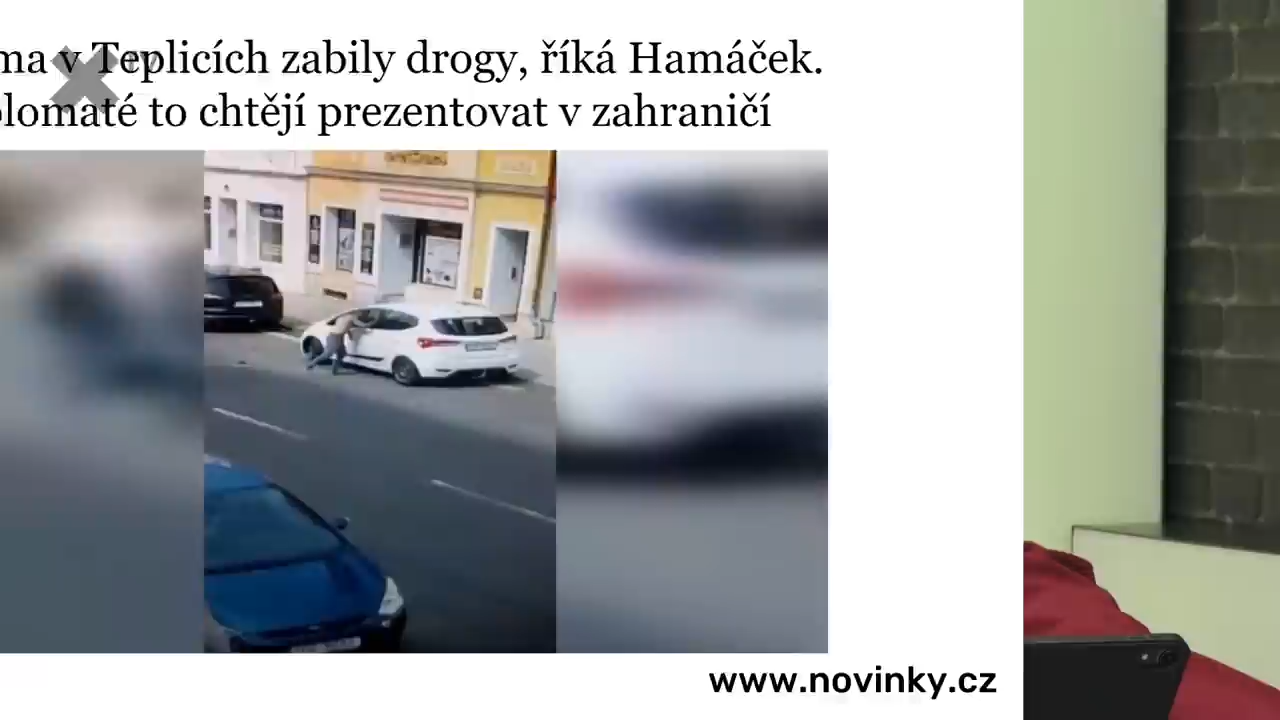 ma v Teplicích zabily drogy, říká Hamáček.
lomaté to chtějí prezentovat v zahraničí
www.novinky.cz